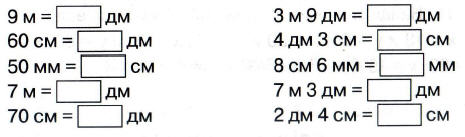 9 м = дм
60 см = дм
50 мм = см
7 м = дм
70 см = дм
3 м 9 дм = дм
4 дм 3 см = см
8 см 6 мм = мм
7 м 3 дм = дм
2 дм 4 см = см